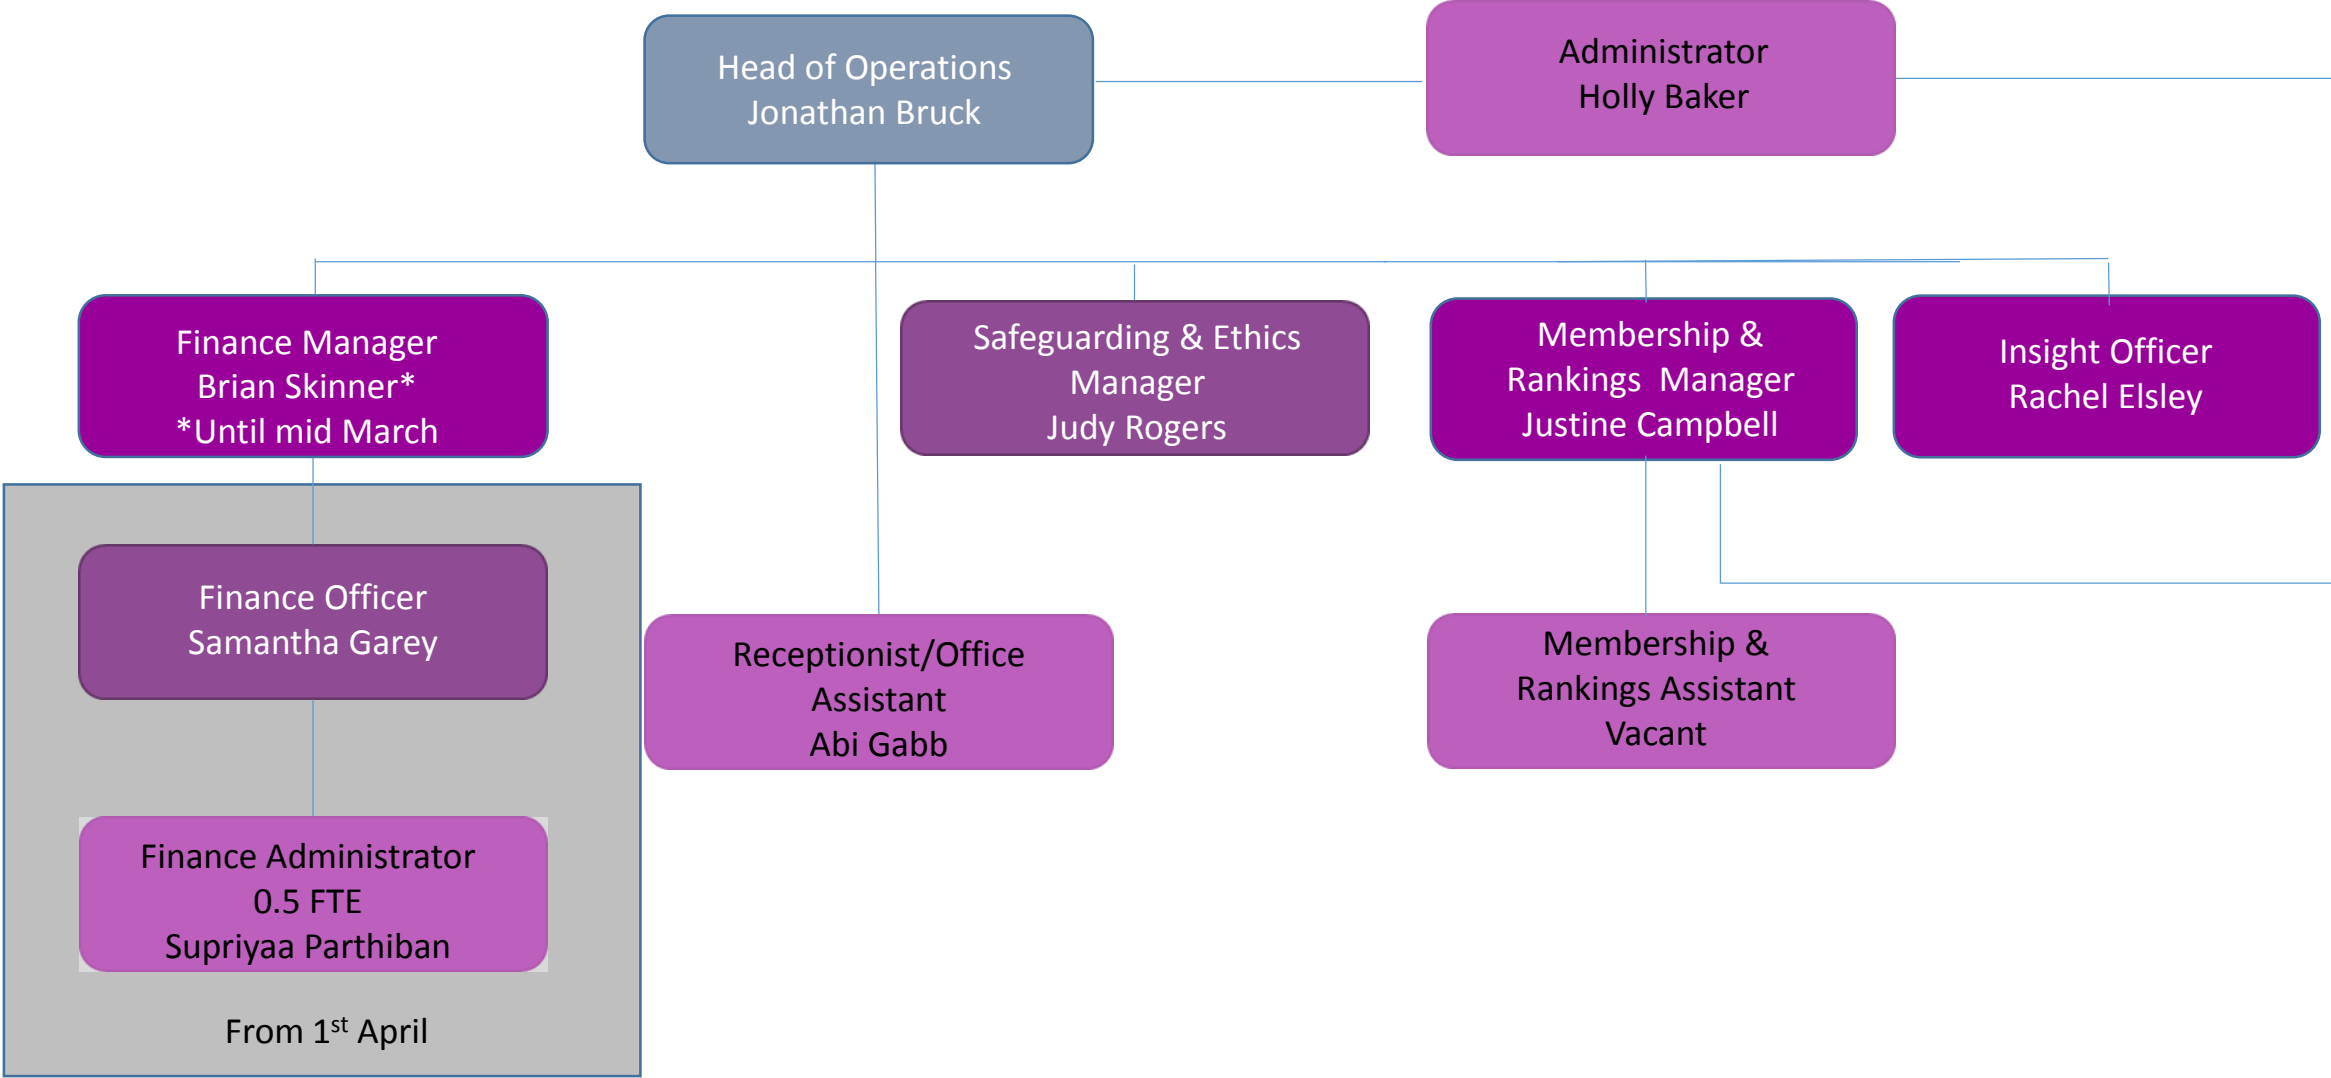 Head of Operations
Jonathan Bruck
Administrator
Holly Baker
Finance Manager
Brian Skinner*
*Until mid March
Safeguarding & Ethics
Manager
Judy Rogers
Membership &
Rankings  Manager
Justine Campbell
Insight Officer
Rachel Elsley
Finance Officer
Samantha Garey
Receptionist/Office
Assistant
Abi Gabb
Membership &
Rankings Assistant
Vacant
Finance Administrator
0.5 FTE
Supriyaa Parthiban
From 1st April